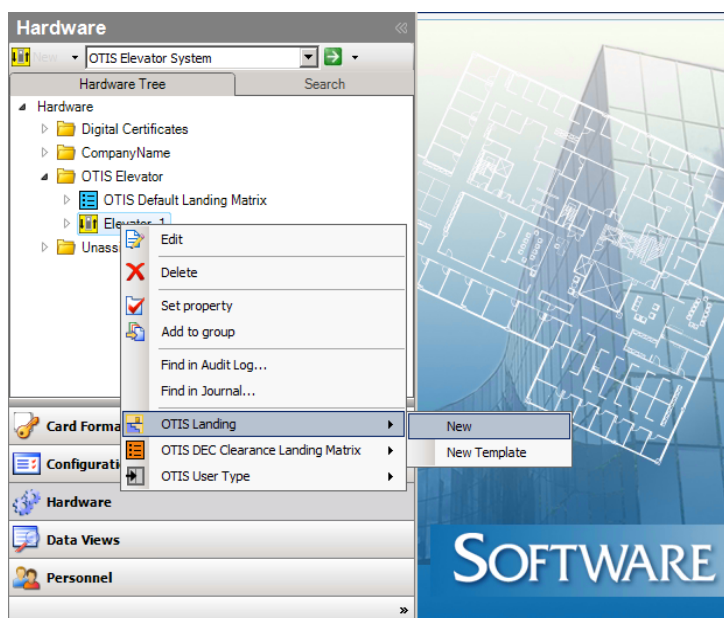 Hardware
New
OTIS Elevator System
Hardware Tree
Search
Hardware
Digital Certificates
CompanyName
OTIS Elevator
OTIS Default Landing Matrix
Elevator 1
Unassi
Edit
Delete
Set property
Add to group
Find in Audit Log...
Find in Journal...
OTIS Landing
New
OTIS DEC Clearance Landing Matrix
New Template
OTIS User Type
Card Forma
Configurati
Hardware
Data Views
Personnel
»
SOFTWARE